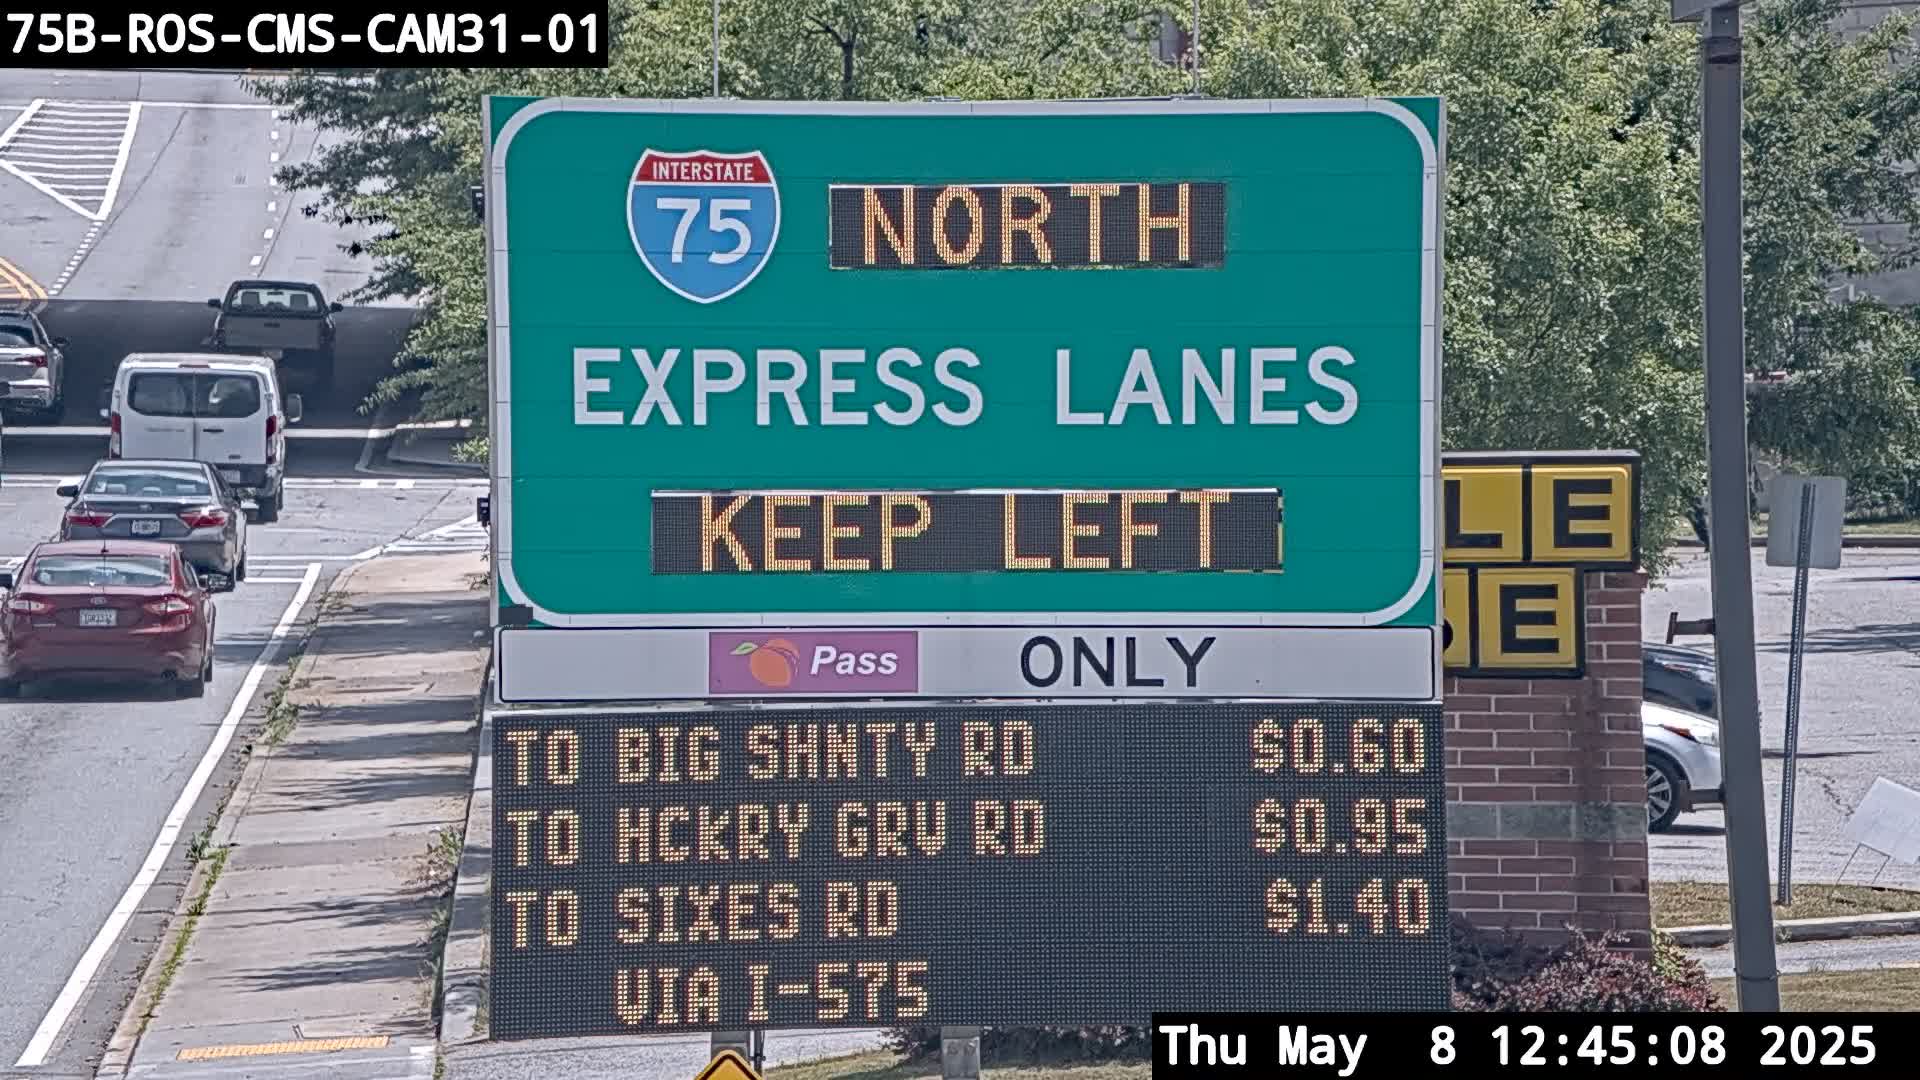 75B-ROS-CMS-CAM31-01
INTERSTATE
75
NORTH
EXPRESS LANES
KEEP LEFT
Pass ONLY
TO BIG SHNTY RD $0.60
TO HCKRY GRV RD $0.95
TO SIXES RD $1.40
VIA I-575
LE
E
Thu May 8 12:45:08 2025